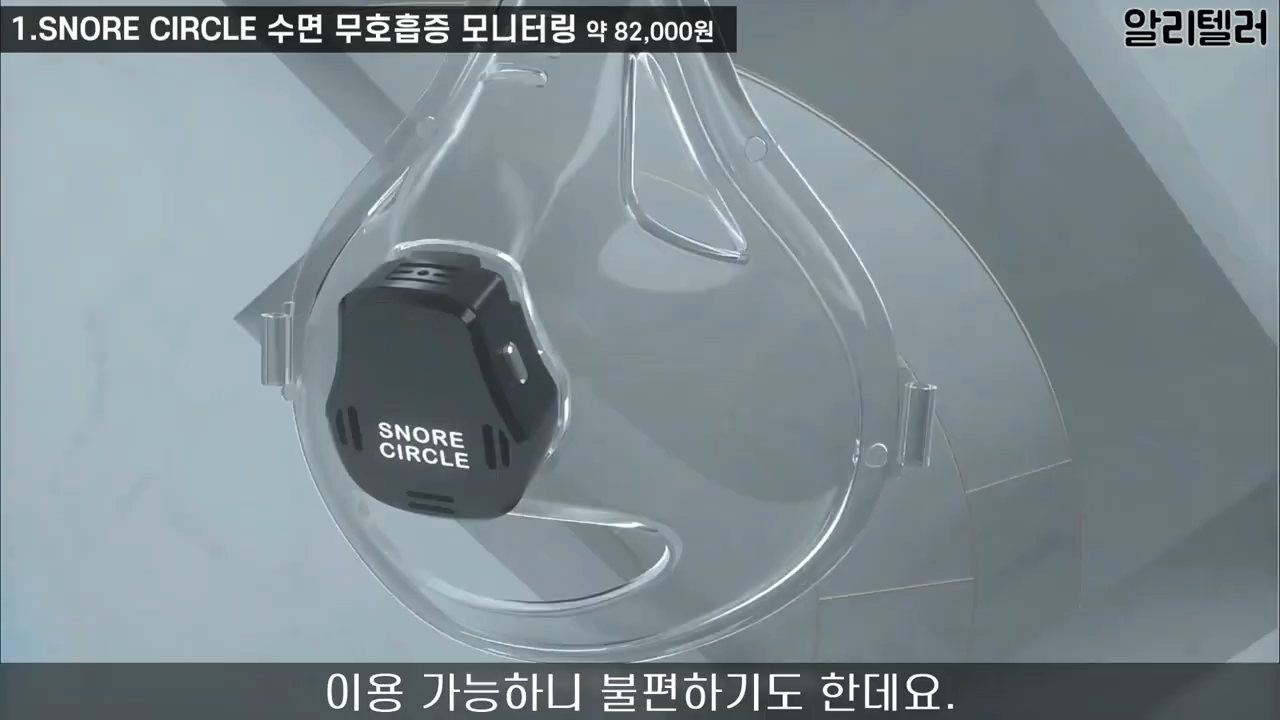 1.SNORE CIRCLE 수면 무호흡증 모니터링 약 82,000원
알리텔러
SNORE
CIRCLE
이용 가능하니 불편하기도 한데요.